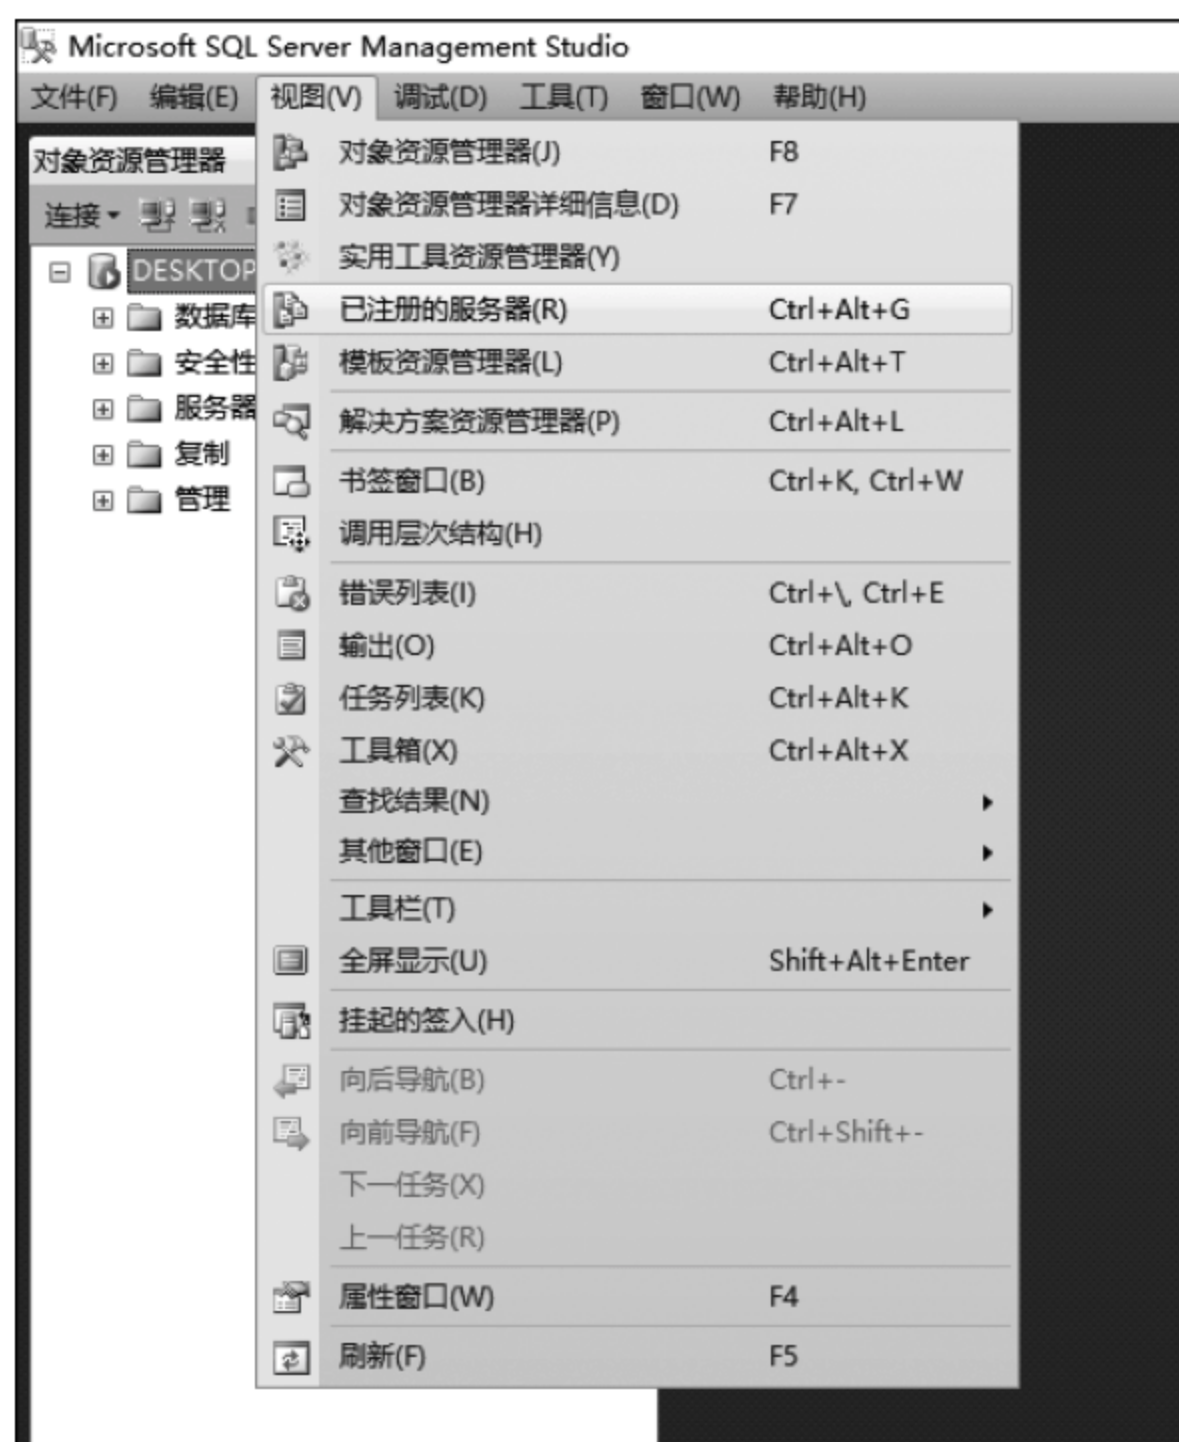 Microsoft SQL Server Management Studio
文件(F) 编辑(E) 视图(V) 调试(D) 工具(T) 窗口(W) 帮助(H)
对象资源管理器
连接
DESKTOP
数据库
安全性
服务器
复制
管理
对象资源管理器(J) F8
对象资源管理器详细信息(D) F7
实用工具资源管理器(Y)
已注册的服务器(R) Ctrl+Alt+G
模板资源管理器(L) Ctrl+Alt+T
解决方案资源管理器(P) Ctrl+Alt+L
书签窗口(B) Ctrl+K, Ctrl+W
调用层次结构(H)
错误列表(I) Ctrl+\, Ctrl+E
输出(O) Ctrl+Alt+O
任务列表(K) Ctrl+Alt+K
工具箱(X) Ctrl+Alt+X
查找结果(N)
其他窗口(E)
工具栏(T)
全屏显示(U) Shift+Alt+Enter
挂起的签入(H)
向后导航(B) Ctrl+-
向前导航(F) Ctrl+Shift+-
下一任务(X)
上一任务(R)
属性窗口(W) F4
刷新(F) F5